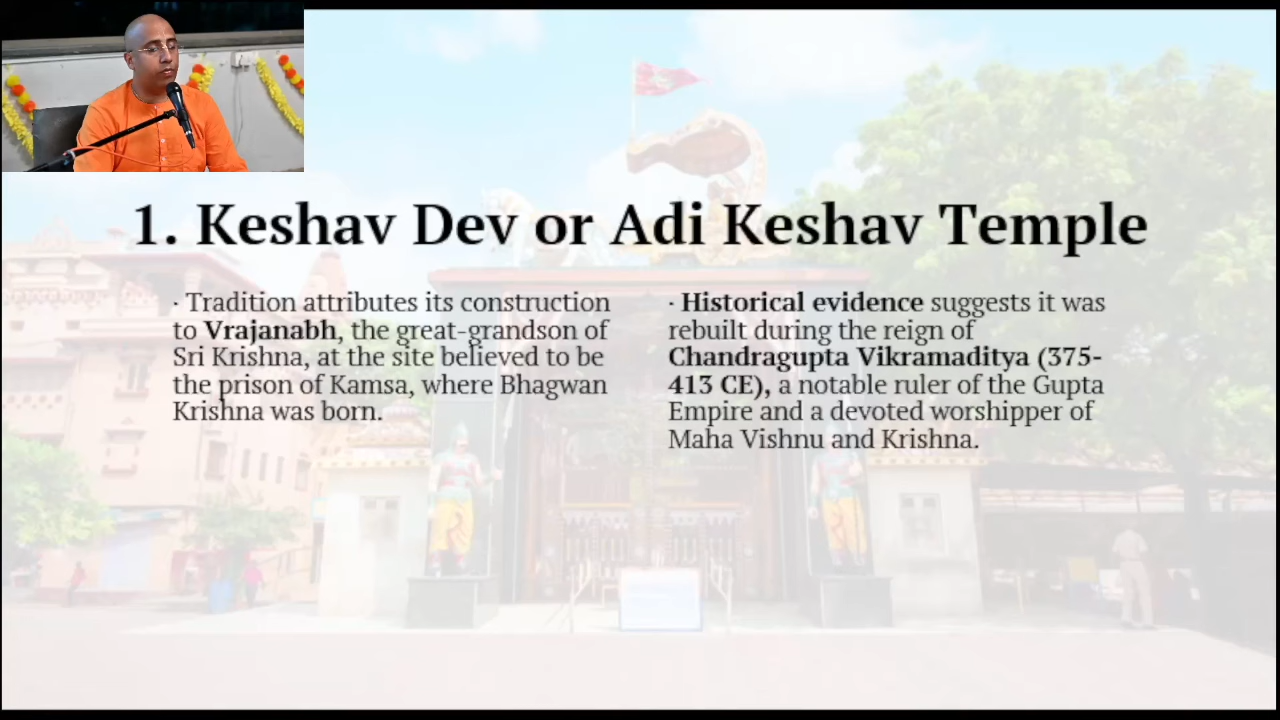 1. Keshav Dev or Adi Keshav Temple
· Tradition attributes its construction
to Vrajanabh, the great-grandson of
Sri Krishna, at the site believed to be
the prison of Kamsa, where Bhagwan
Krishna was born.
· Historical evidence suggests it was
rebuilt during the reign of
Chandragupta Vikramaditya (375-
413 CE), a notable ruler of the Gupta
Empire and a devoted worshipper of
Maha Vishnu and Krishna.